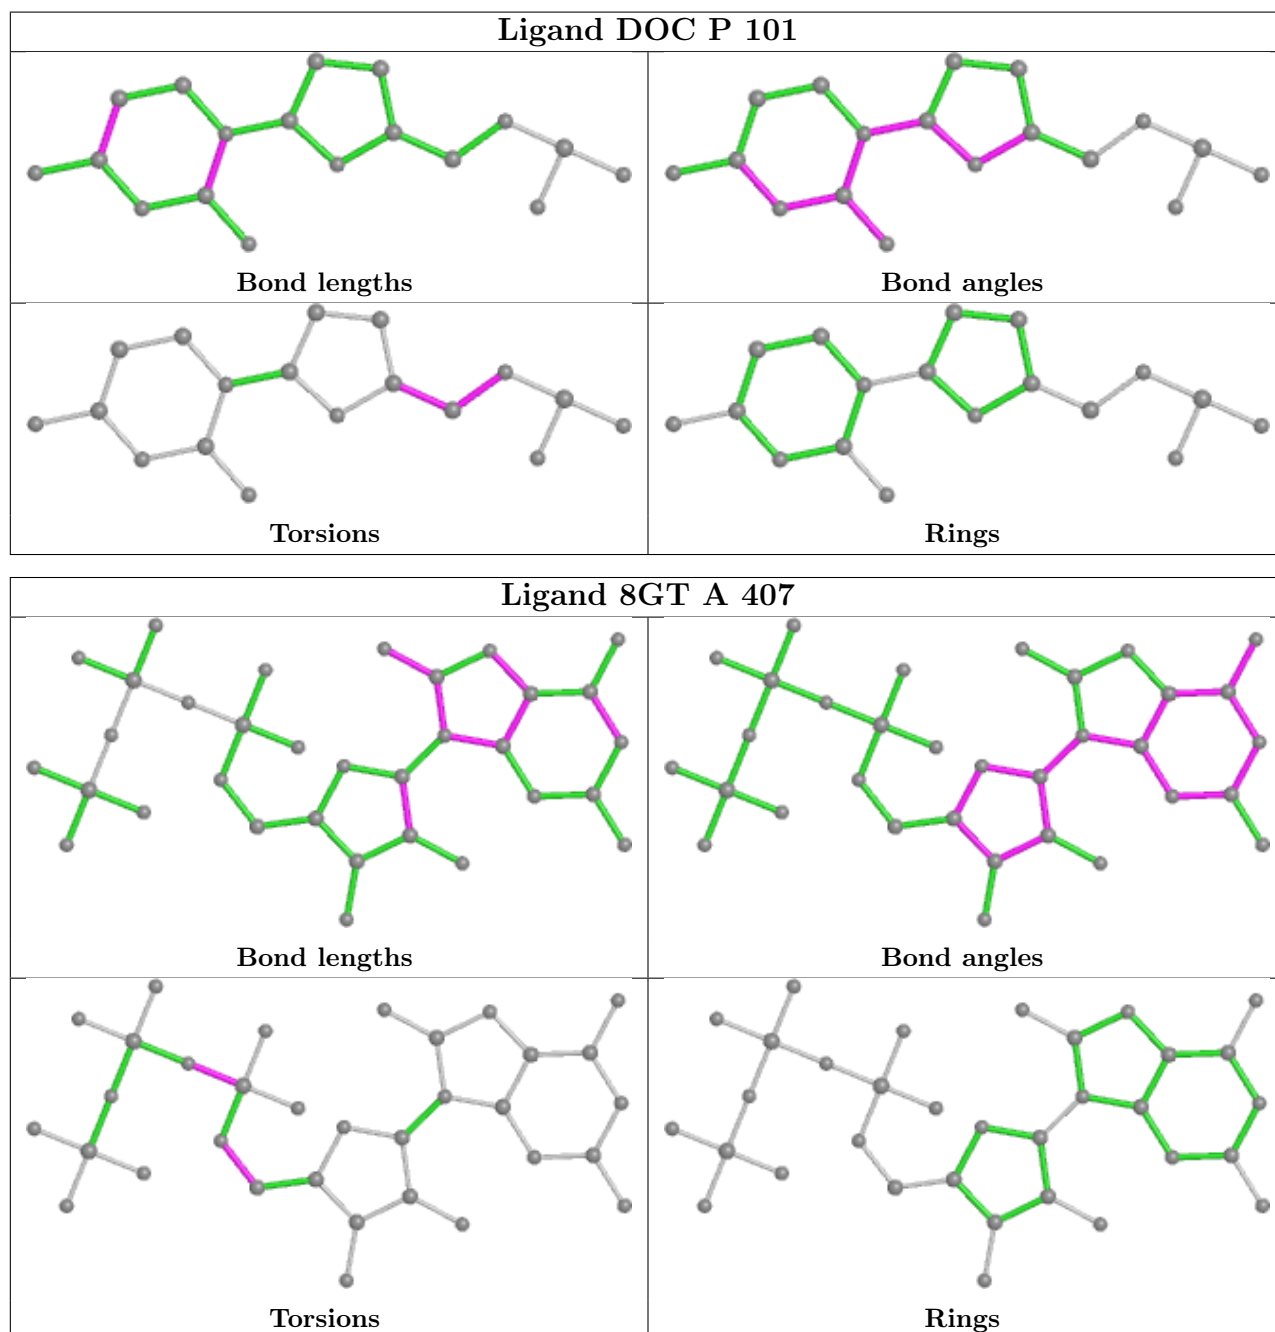 Ligand DOC P 101
Bond lengths
Bond angles
Torsions
Rings
Ligand 8GT A 407
Bond lengths
Bond angles
Torsions
Rings